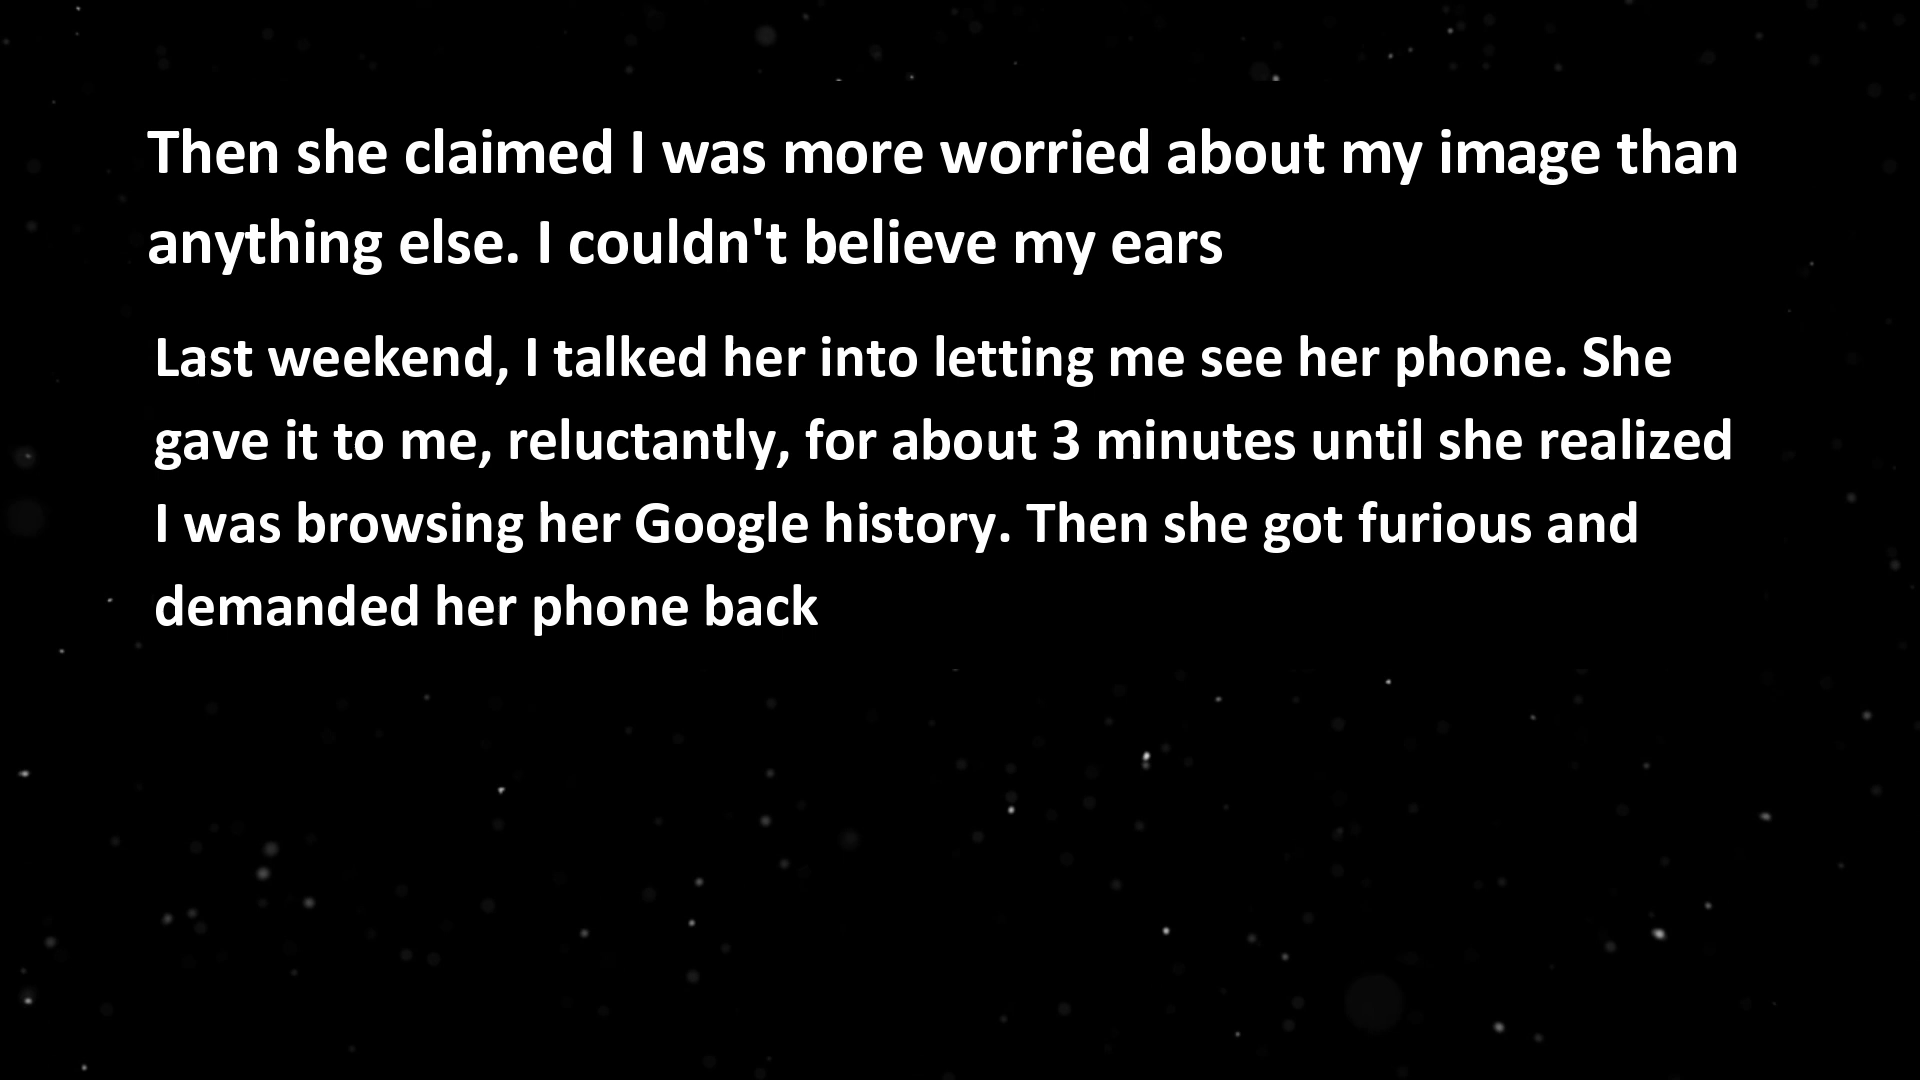 Then she claimed I was more worried about my image than
anything else. I couldn't believe my ears
Last weekend, I talked her into letting me see her phone. She
gave it to me, reluctantly, for about 3 minutes until she realized
I was browsing her Google history. Then she got furious and
demanded her phone back